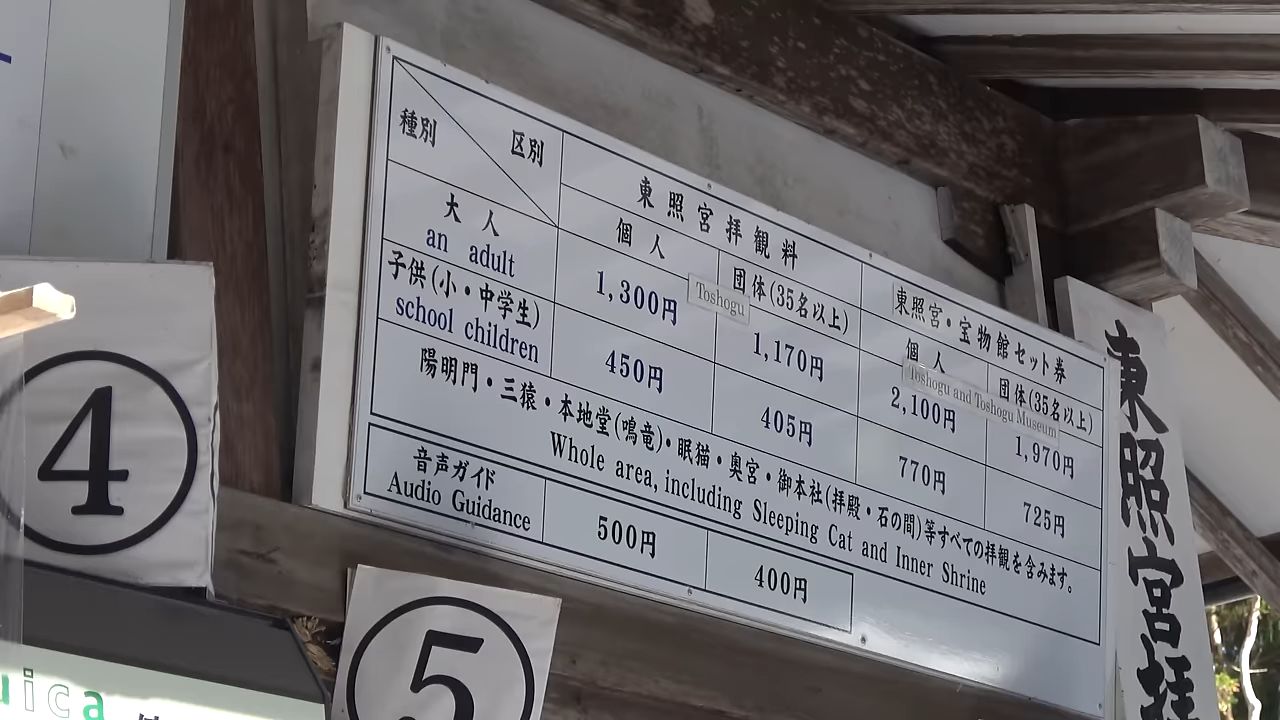 種別 区別
東照宮拝観料
個人
団体(35名以上)
Toshogu
東照宮・宝物館セット券
個人
団体(35名以上)
Toshogu and Toshogu Museum
大人
an adult
1,300円
1,170円
2,100円
1,970円
子供(小・中学生)
school children
450円
405円
770円
725円
陽明門・三猿・本地堂(鳴竜)・眠猫・奥宮・御本社(拝殿・石の間)等すべての拝観を含みます。
Whole area, including Sleeping Cat and Inner Shrine
音声ガイド
Audio Guidance
500円
400円
4
5
東照宮拝
uica